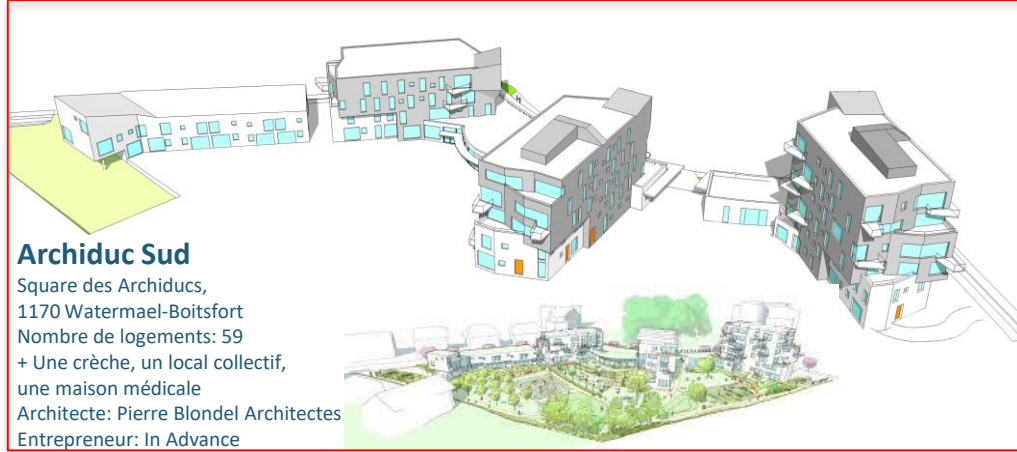 Archiduc Sud
Square des Archiducs,
1170 Watermael-Boitsfort
Nombre de logements: 59
+ Une crèche, un local collectif,
une maison médicale
Architecte: Pierre Blondel Architectes
Entrepreneur: In Advance